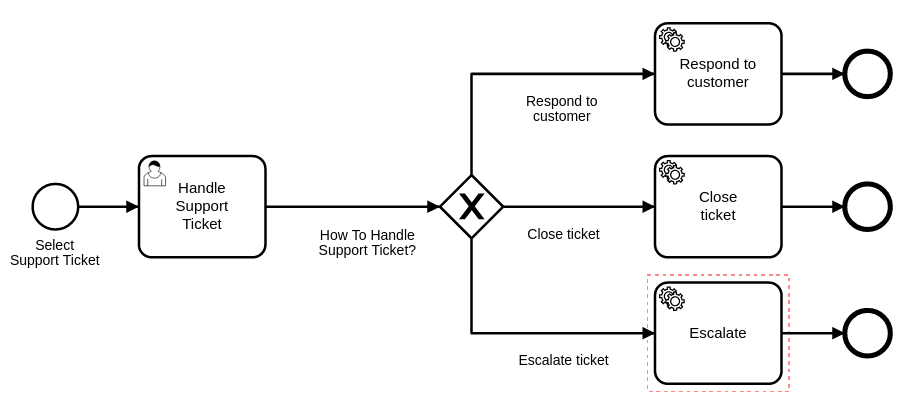 Select
Support Ticket
Handle
Support
Ticket
How To Handle
Support Ticket?
Respond to
customer
Respond to
customer
Close ticket
Close
ticket
Escalate ticket
Escalate